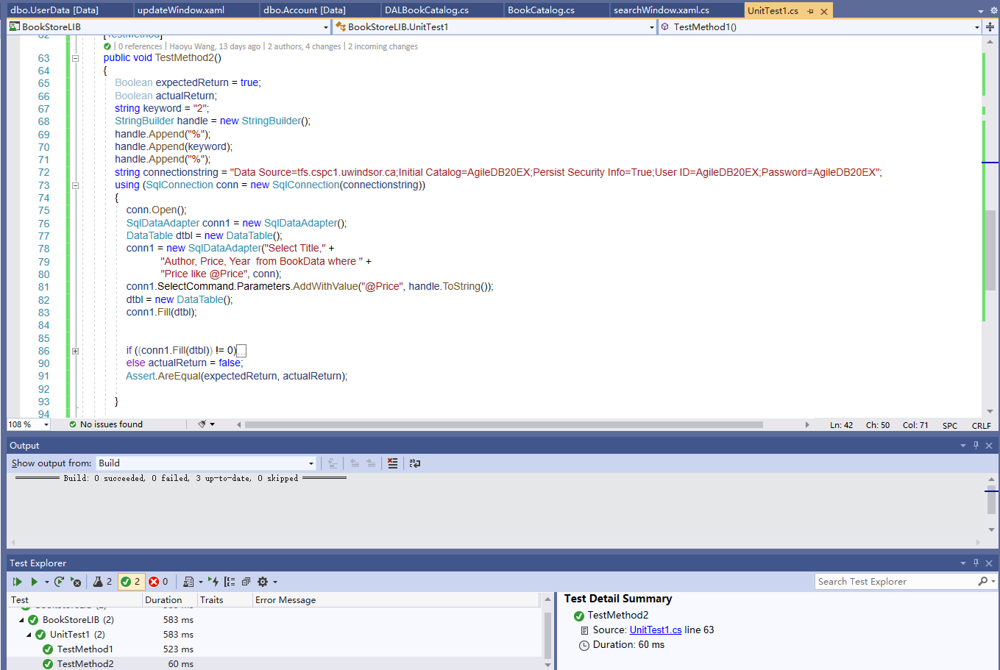 dbo.UserData [Data] updateWindow.xaml dbo.Account [Data] DALBookCatalog.cs BookCatalog.cs searchWindow.xaml.cs UnitTest1.cs
BookStoreLIB BookStoreLIB.UnitTest1 TestMethod1()
62 [TestMethod]
0 references | Haoyu Wang, 13 days ago | 2 authors, 4 changes | 2 incoming changes
63 public void TestMethod2()
64 {
65 Boolean expectedReturn = true;
66 Boolean actualReturn;
67 string keyword = "2";
68 StringBuilder handle = new StringBuilder();
69 handle.Append("%");
70 handle.Append(keyword);
71 handle.Append("%");
72 string connectionstring = "Data Source=tfs.cspc1.uwindsor.ca;Initial Catalog=AgileDB20EX;Persist Security Info=True;User ID=AgileDB20EX;Password=AgileDB20EX";
73 using (SqlConnection conn = new SqlConnection(connectionstring))
74 {
75 conn.Open();
76 SqlDataAdapter conn1 = new SqlDataAdapter();
77 DataTable dtbl = new DataTable();
78 conn1 = new SqlDataAdapter("Select Title," +
79 "Author, Price, Year  from BookData where " +
80 "Price like @Price", conn);
81 conn1.SelectCommand.Parameters.AddWithValue("@Price", handle.ToString());
82 dtbl = new DataTable();
83 conn1.Fill(dtbl);
84
85
86 if ((conn1.Fill(dtbl)) != 0)...
90 else actualReturn = false;
91 Assert.AreEqual(expectedReturn, actualReturn);
92
93 }
94
108 % No issues found Ln: 42 Ch: 50 Col: 71 SPC CRLF
Output
Show output from: Build
========== Build: 0 succeeded, 0 failed, 3 up-to-date, 0 skipped ==========
Test Explorer
2 2 0 Search Test Explorer
Test Duration Traits Error Message
BookStoreLIB (2) 583 ms
BookStoreLIB (2) 583 ms
UnitTest1 (2) 583 ms
TestMethod1 523 ms
TestMethod2 60 ms
Test Detail Summary
TestMethod2
Source: UnitTest1.cs line 63
Duration: 60 ms